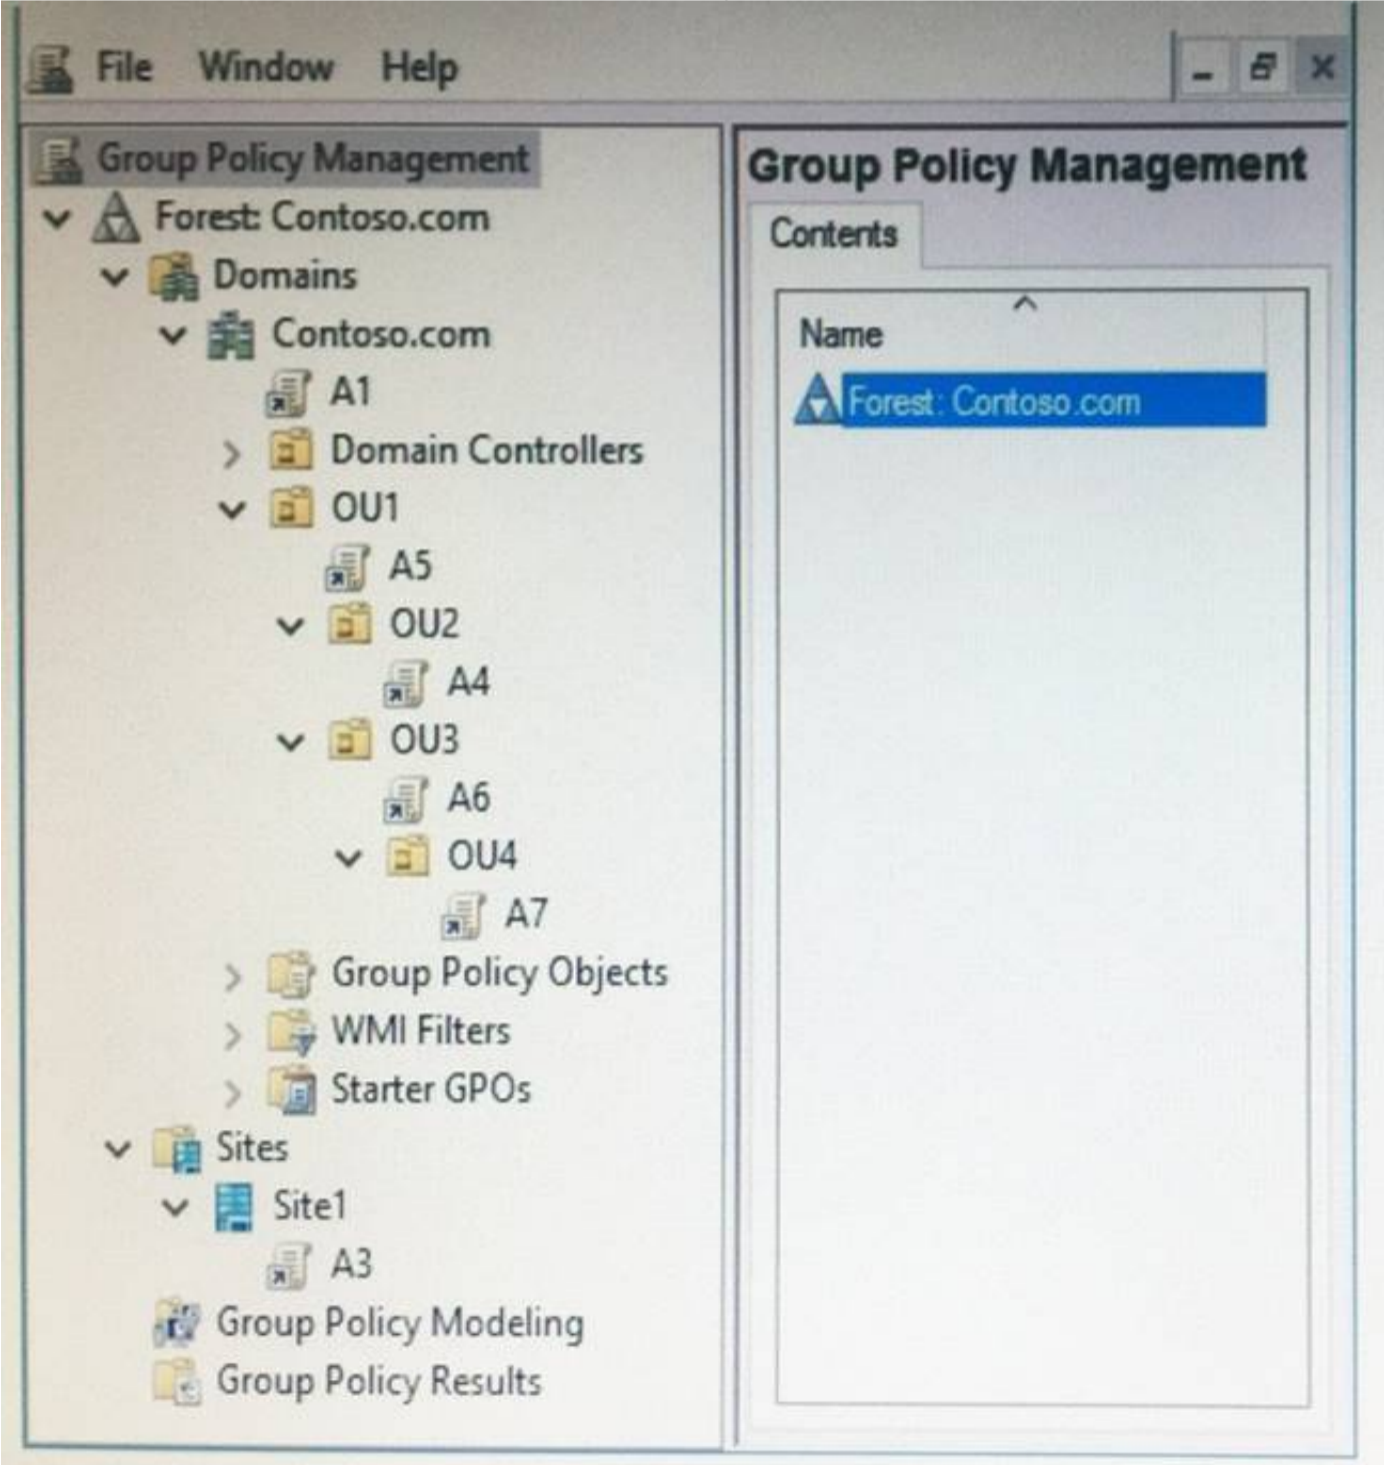 File Window Help
Group Policy Management
Forest: Contoso.com
Domains
Contoso.com
A1
Domain Controllers
OU1
A5
OU2
A4
OU3
A6
OU4
A7
Group Policy Objects
WMI Filters
Starter GPOs
Sites
Site1
A3
Group Policy Modeling
Group Policy Results
Group Policy Management
Contents
Name
Forest: Contoso.com